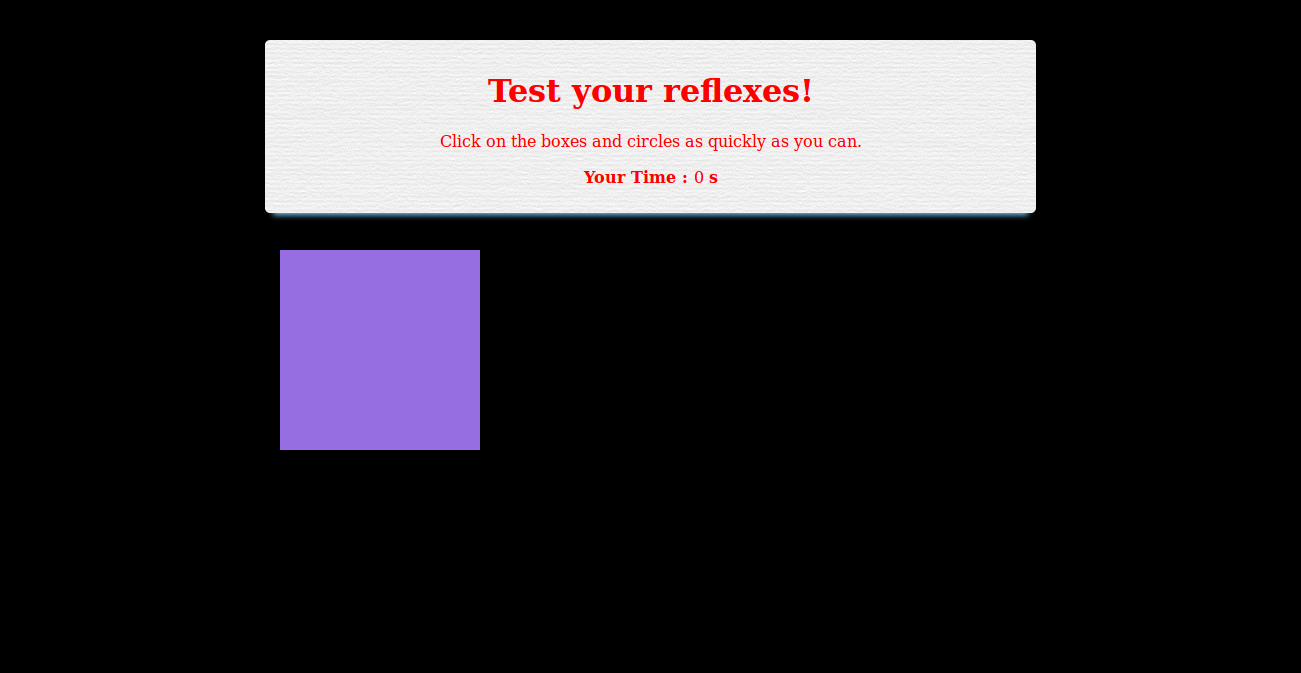 Test your reflexes!
Click on the boxes and circles as quickly as you can.
Your Time : 0 s